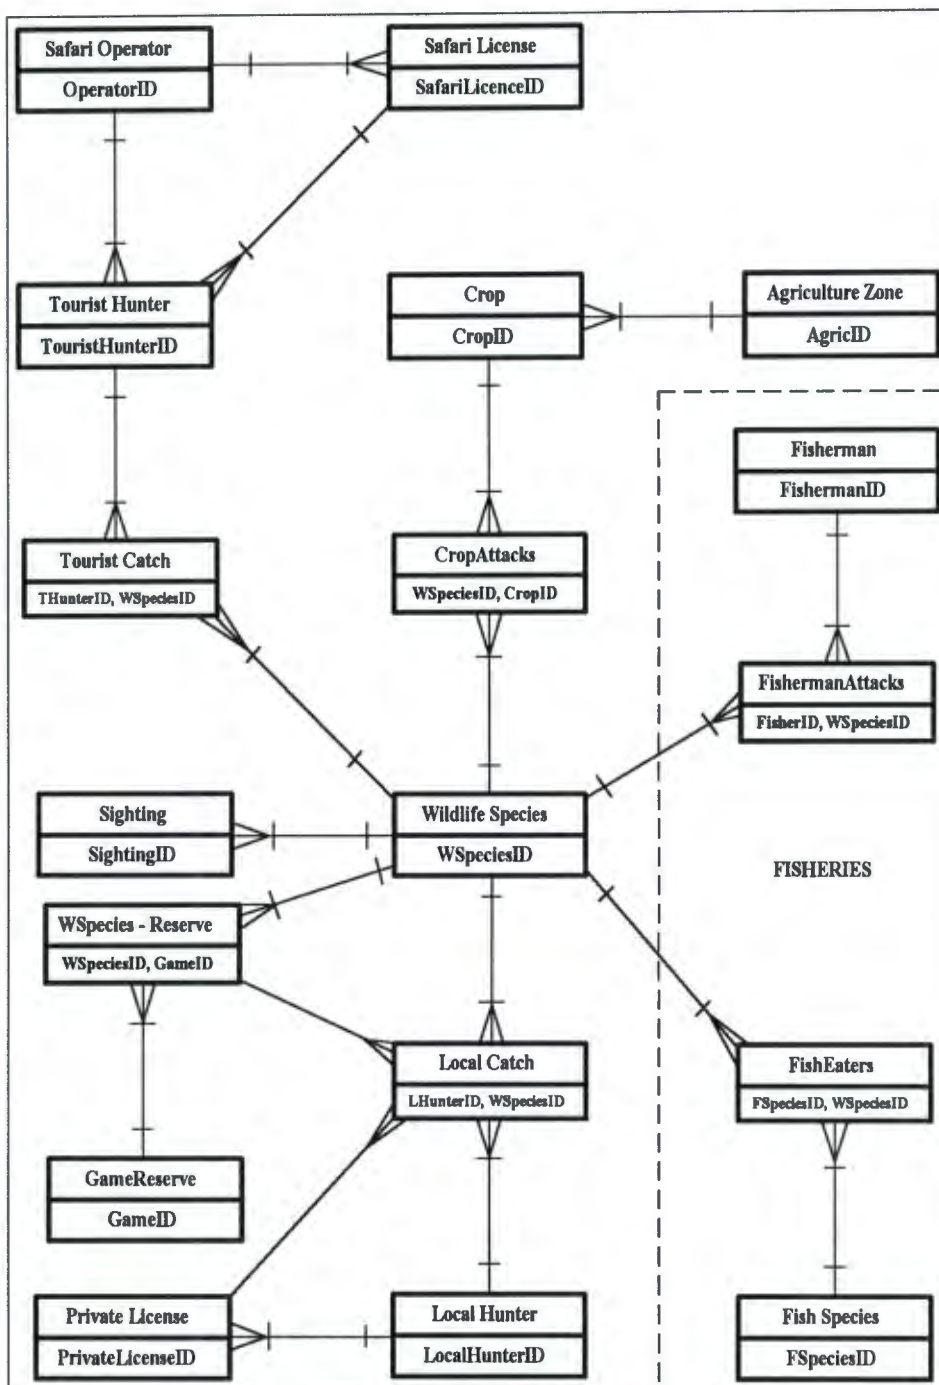 Safari Operator
OperatorID
Safari License
SafariLicenceID
Tourist Hunter
TouristHunterID
Crop
CropID
Agriculture Zone
AgricID
Fisherman
FishermanID
Tourist Catch
THunterID, WSpeciesID
CropAttacks
WSpeciesID, CropID
FishermanAttacks
FisherID, WSpeciesID
Sighting
SightingID
Wildlife Species
WSpeciesID
FISHERIES
WSpecies - Reserve
WSpeciesID, GameID
Local Catch
LHunterID, WSpeciesID
FishEaters
FSpeciesID, WSpeciesID
GameReserve
GameID
Private License
PrivateLicenseID
Local Hunter
LocalHunterID
Fish Species
FSpeciesID